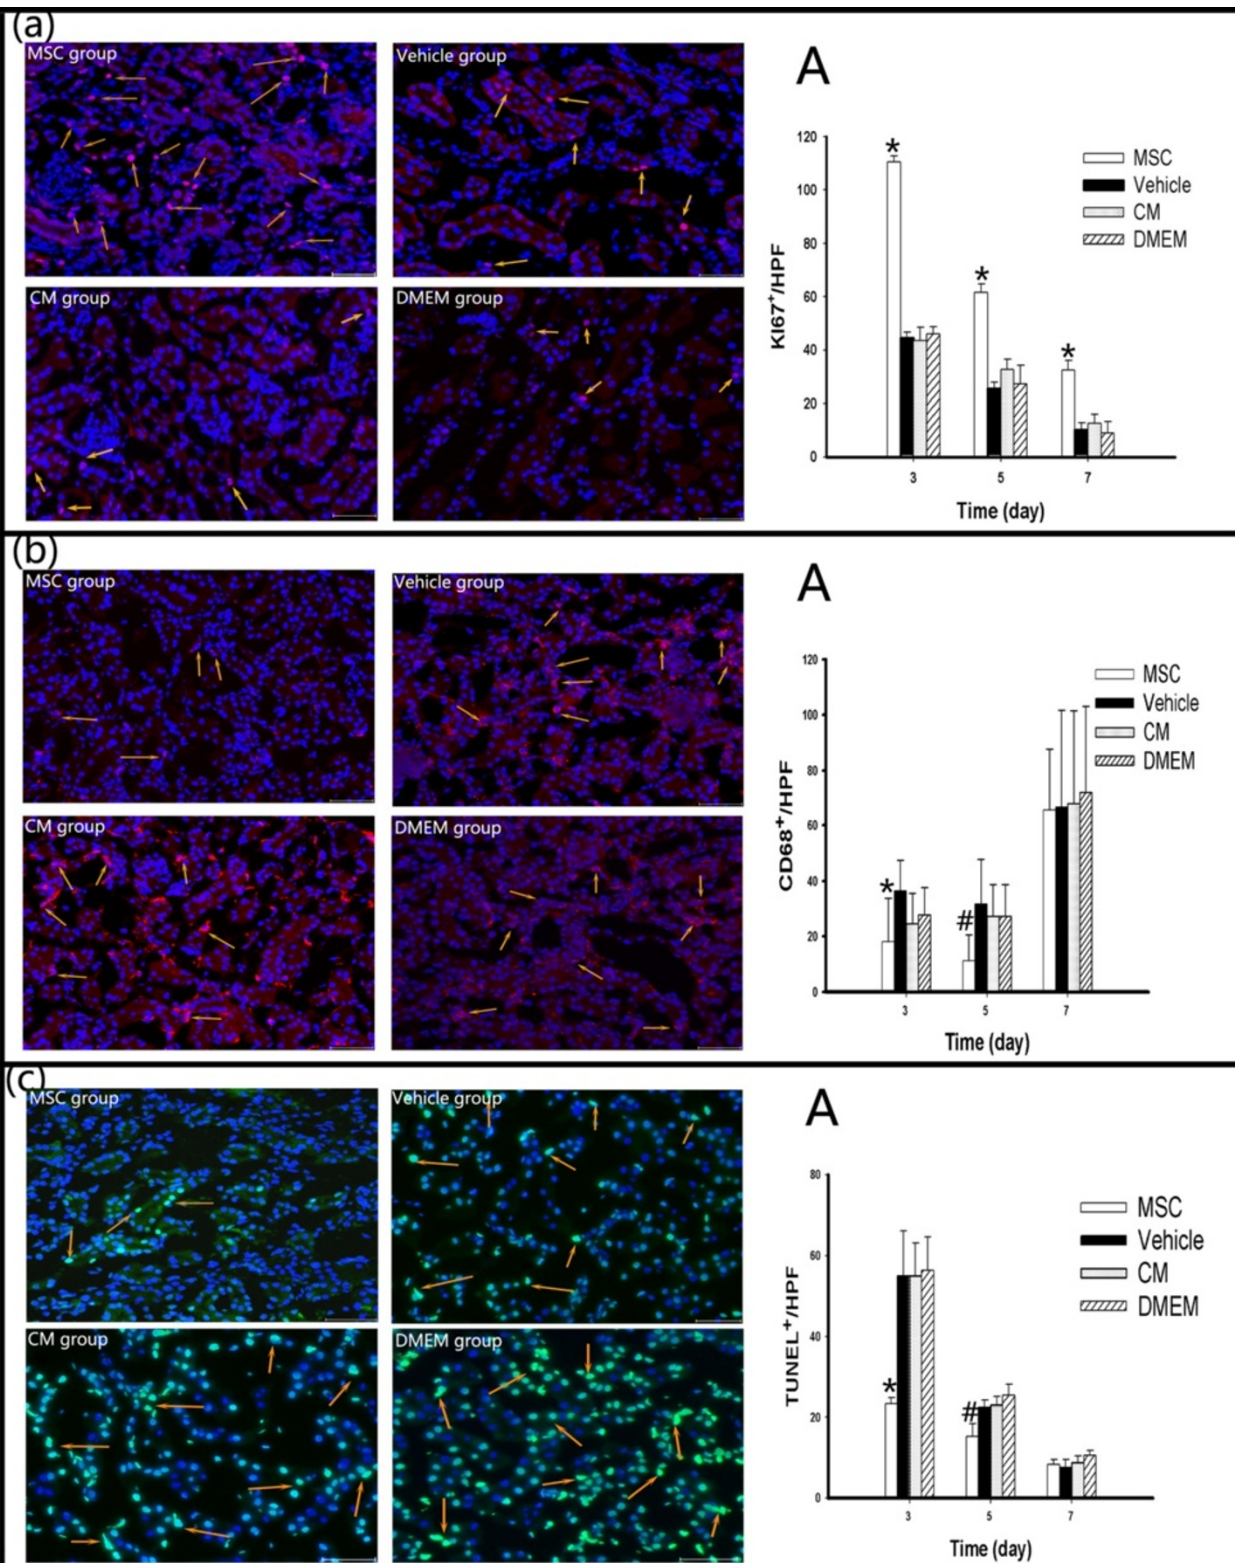 (a)
MSC group
Vehicle group
CM group
DMEM group
A
120
100
80
60
40
20
0
KI67+/HPF
*
*
*
MSC
Vehicle
CM
DMEM
3
5
7
Time (day)
(b)
MSC group
Vehicle group
CM group
DMEM group
A
120
100
80
60
40
20
0
CD68+/HPF
*
#
MSC
Vehicle
CM
DMEM
3
5
7
Time (day)
(c)
MSC group
Vehicle group
CM group
DMEM group
A
80
60
40
20
0
TUNEL+/HPF
*
#
MSC
Vehicle
CM
DMEM
3
5
7
Time (day)